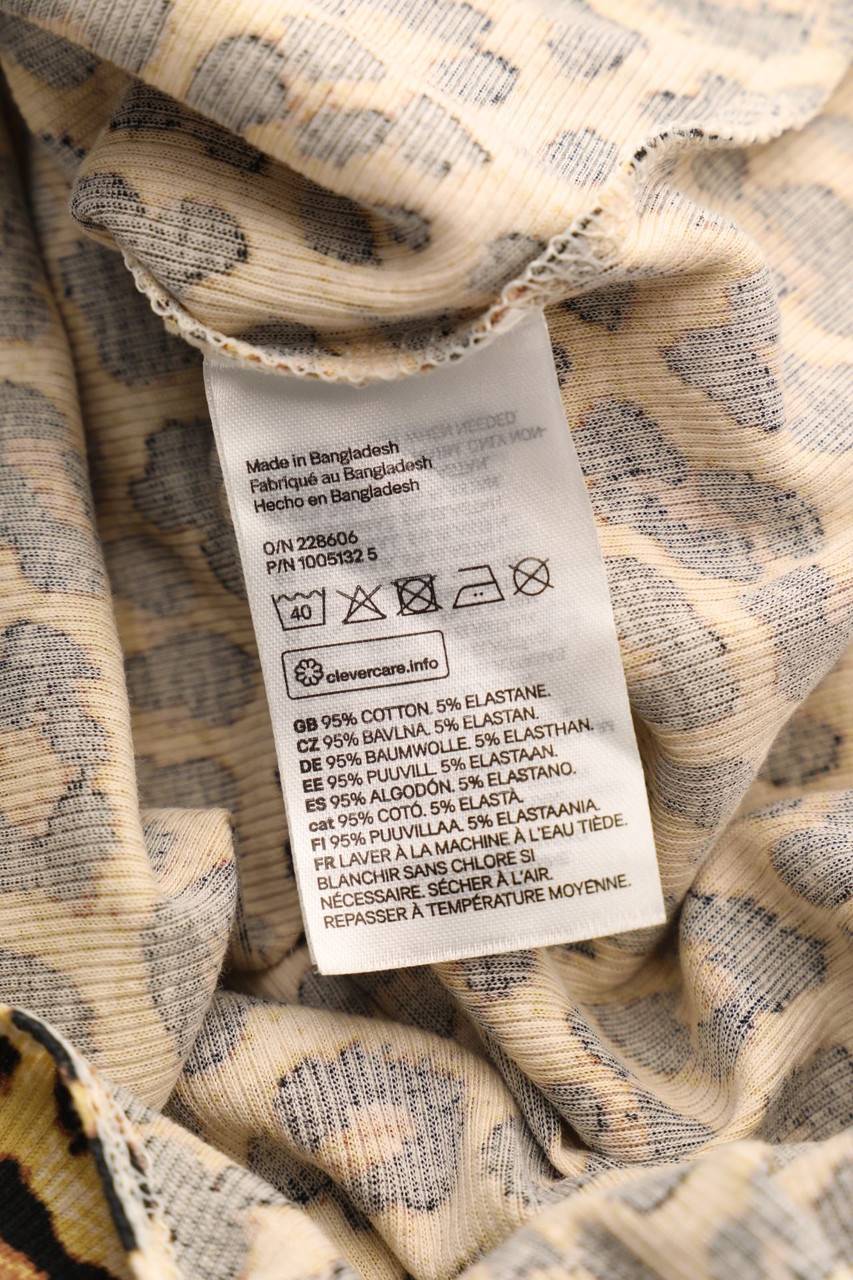 Made in Bangladesh
Fabriqué au Bangladesh
Hecho en Bangladesh
O/N 228606
P/N 1005132 5
40
clevercare.info
GB 95% COTTON. 5% ELASTANE.
CZ 95% BAVLNA. 5% ELASTAN.
DE 95% BAUMWOLLE. 5% ELASTHAN.
EE 95% PUUVILL. 5% ELASTAAN.
ES 95% ALGODÓN. 5% ELASTANO.
cat 95% COTÓ. 5% ELASTÀ.
FI 95% PUUVILLAA. 5% ELASTAANIA.
FR LAVER À LA MACHINE À L'EAU TIÈDE.
BLANCHIR SANS CHLORE SI
NÉCESSAIRE. SÉCHER À L'AIR.
REPASSER À TEMPÉRATURE MOYENNE.